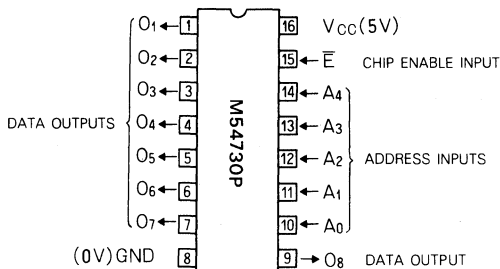 O1 1 16 VCC(5V)
O2 2 15 E̅ CHIP ENABLE INPUT
O3 3 14 A4
DATA OUTPUTS O4 4 13 A3
O5 5 12 A2 ADDRESS INPUTS
O6 6 11 A1
O7 7 10 A0
(0V)GND 8 9 O8 DATA OUTPUT
M54730P